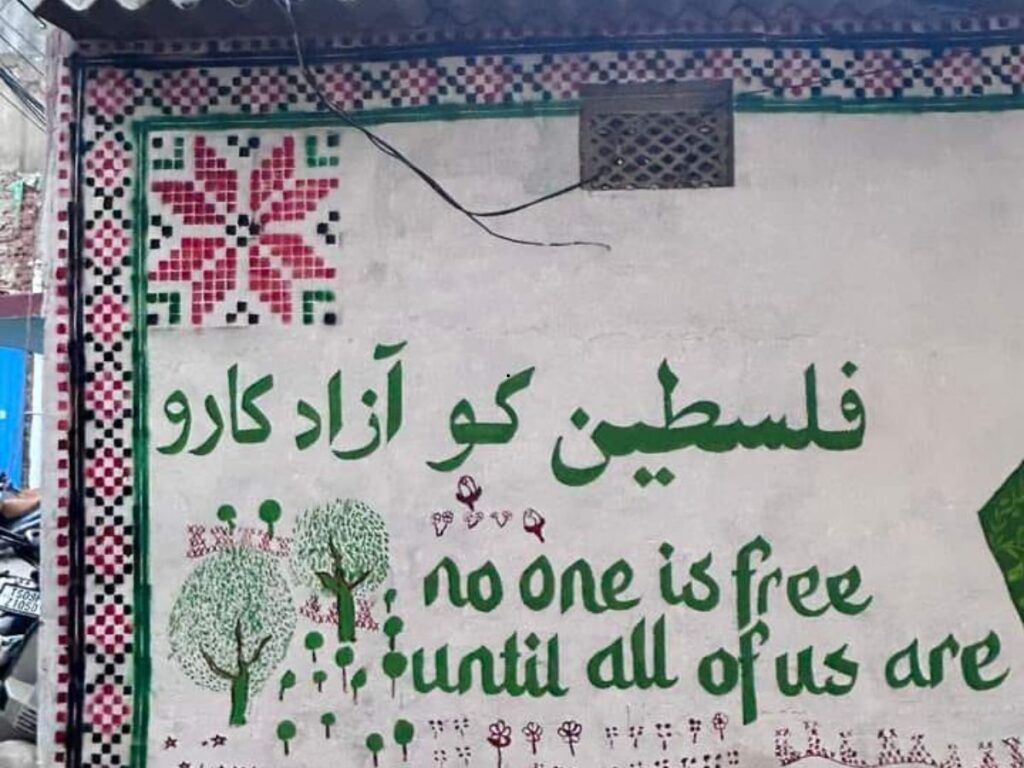 فلسطین کو آزاد کارو
no one is free
until all of us are